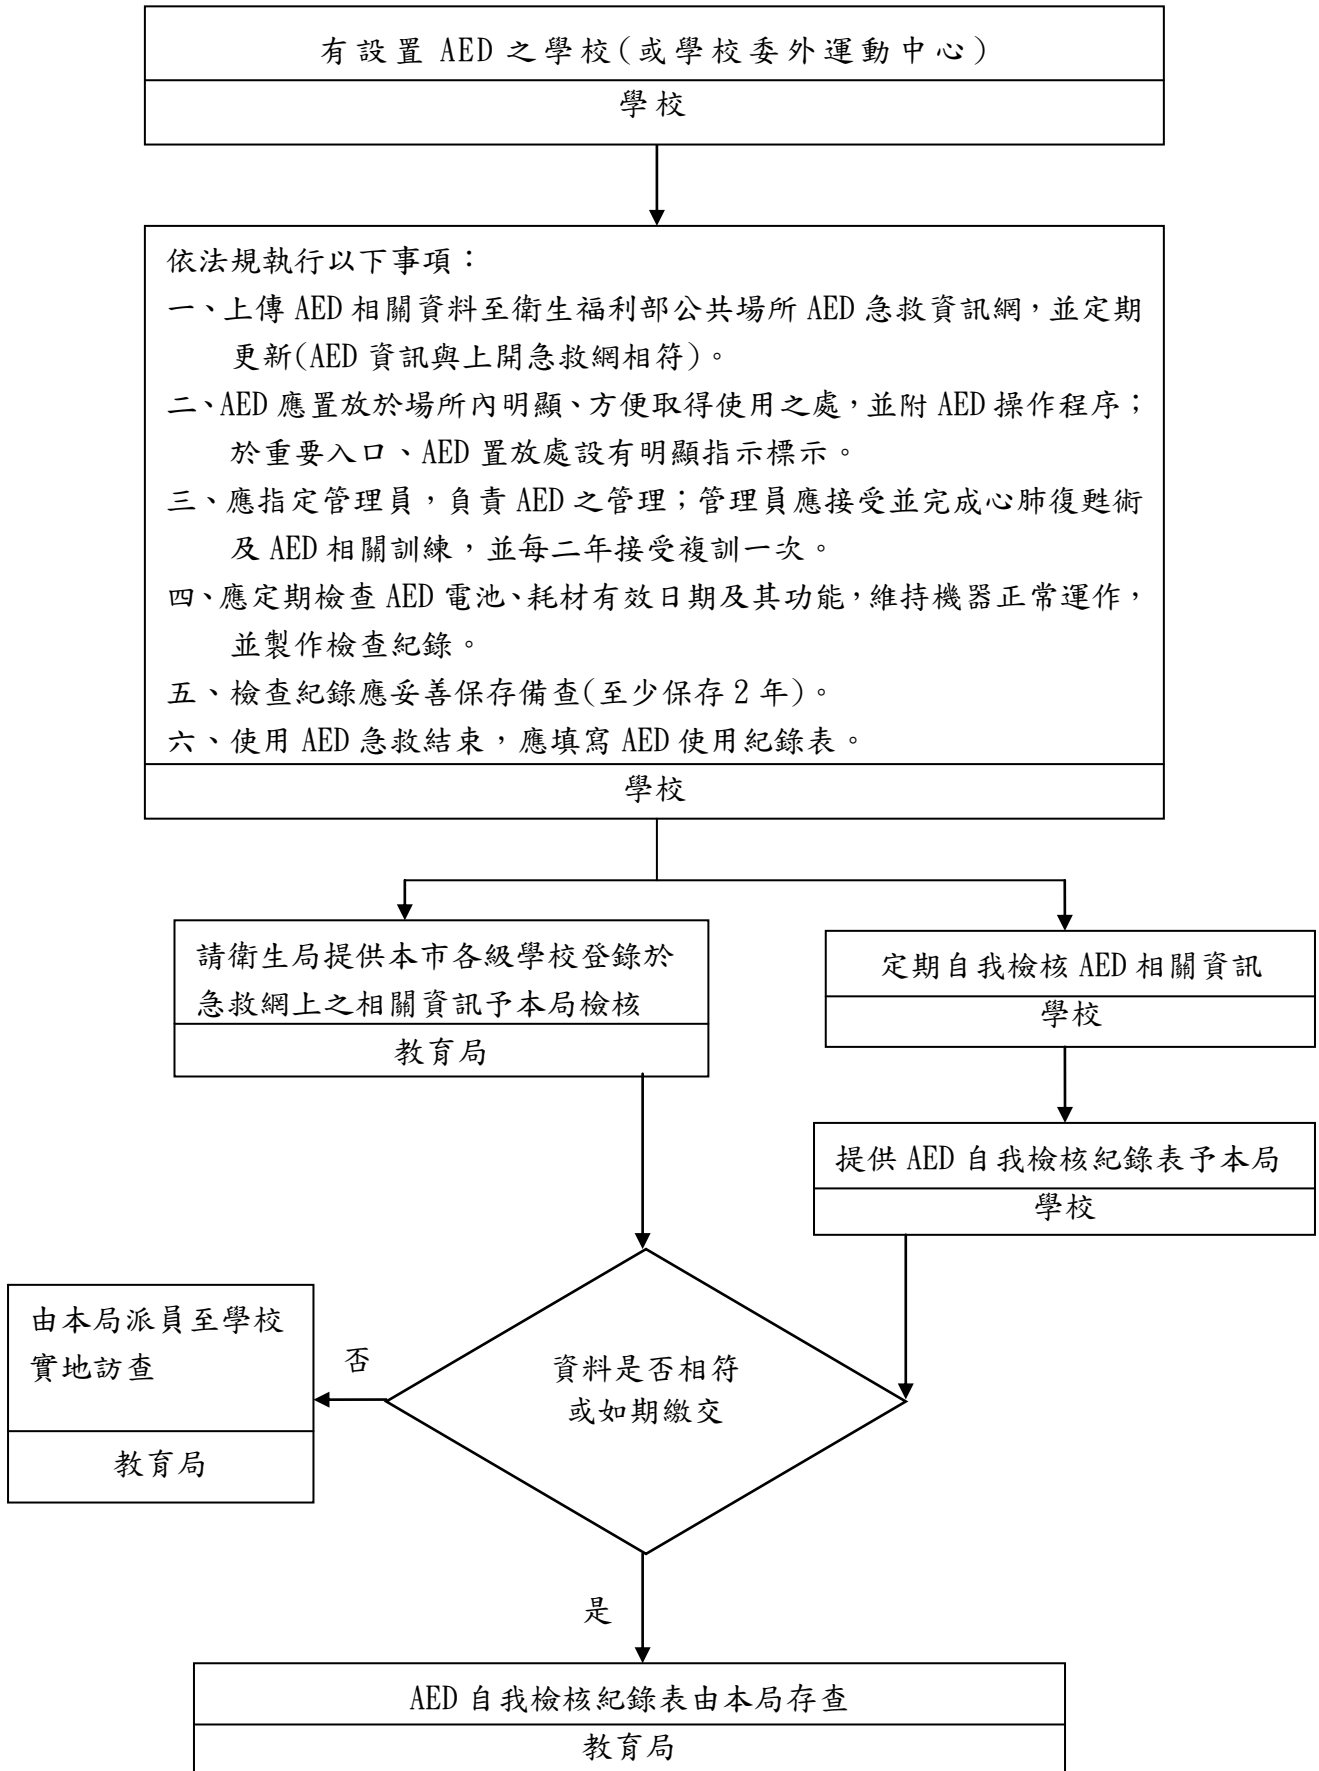 有設置 AED 之學校(或學校委外運動中心)
學校
依法規執行以下事項：
一、上傳 AED 相關資料至衛生福利部公共場所 AED 急救資訊網，並定期
更新(AED 資訊與上開急救網相符)。
二、AED 應置放於場所內明顯、方便取得使用之處，並附 AED 操作程序；
於重要入口、AED 置放處設有明顯指示標示。
三、應指定管理員，負責 AED 之管理；管理員應接受並完成心肺復甦術
及 AED 相關訓練，並每二年接受複訓一次。
四、應定期檢查 AED 電池、耗材有效日期及其功能，維持機器正常運作，
並製作檢查紀錄。
五、檢查紀錄應妥善保存備查(至少保存 2 年)。
六、使用 AED 急救結束，應填寫 AED 使用紀錄表。
學校
請衛生局提供本市各級學校登錄於
急救網上之相關資訊予本局檢核
教育局
定期自我檢核 AED 相關資訊
學校
提供 AED 自我檢核紀錄表予本局
學校
資料是否相符
或如期繳交
否
由本局派員至學校
實地訪查
教育局
是
AED 自我檢核紀錄表由本局存查
教育局